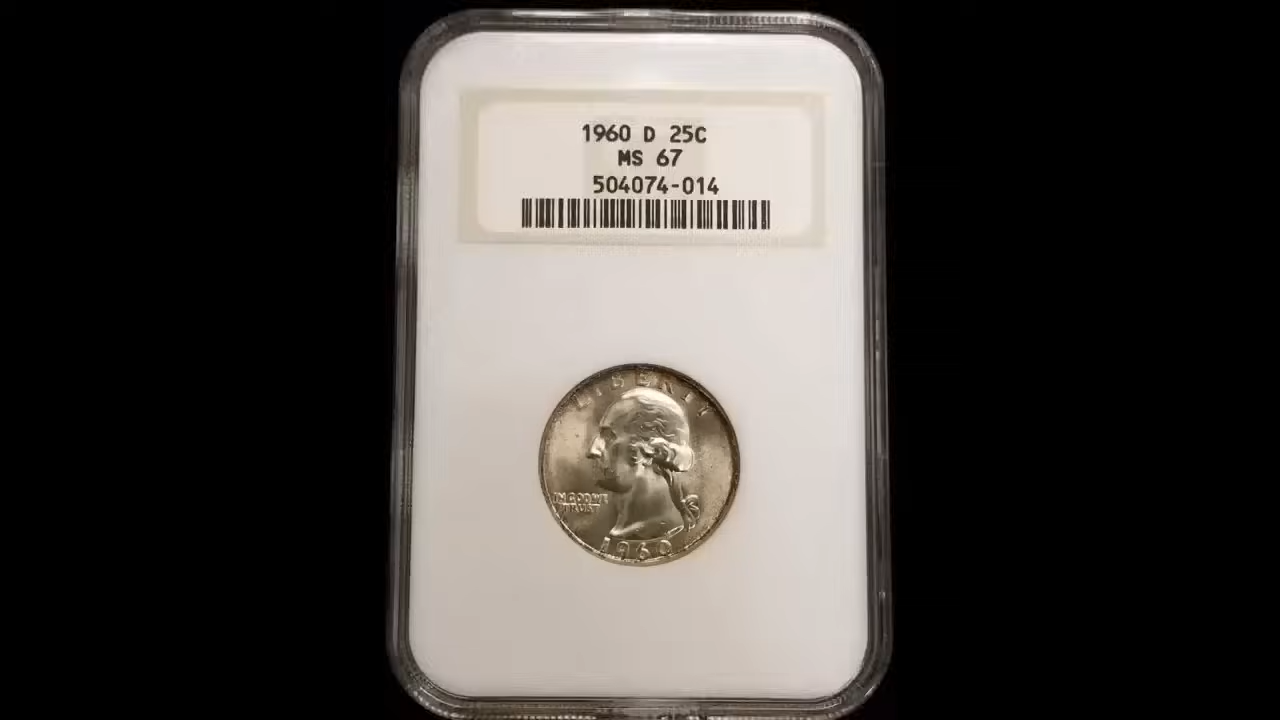 1960 D 25C
MS 67
504074-014
LIBERTY
IN GOD WE
TRUST
1960